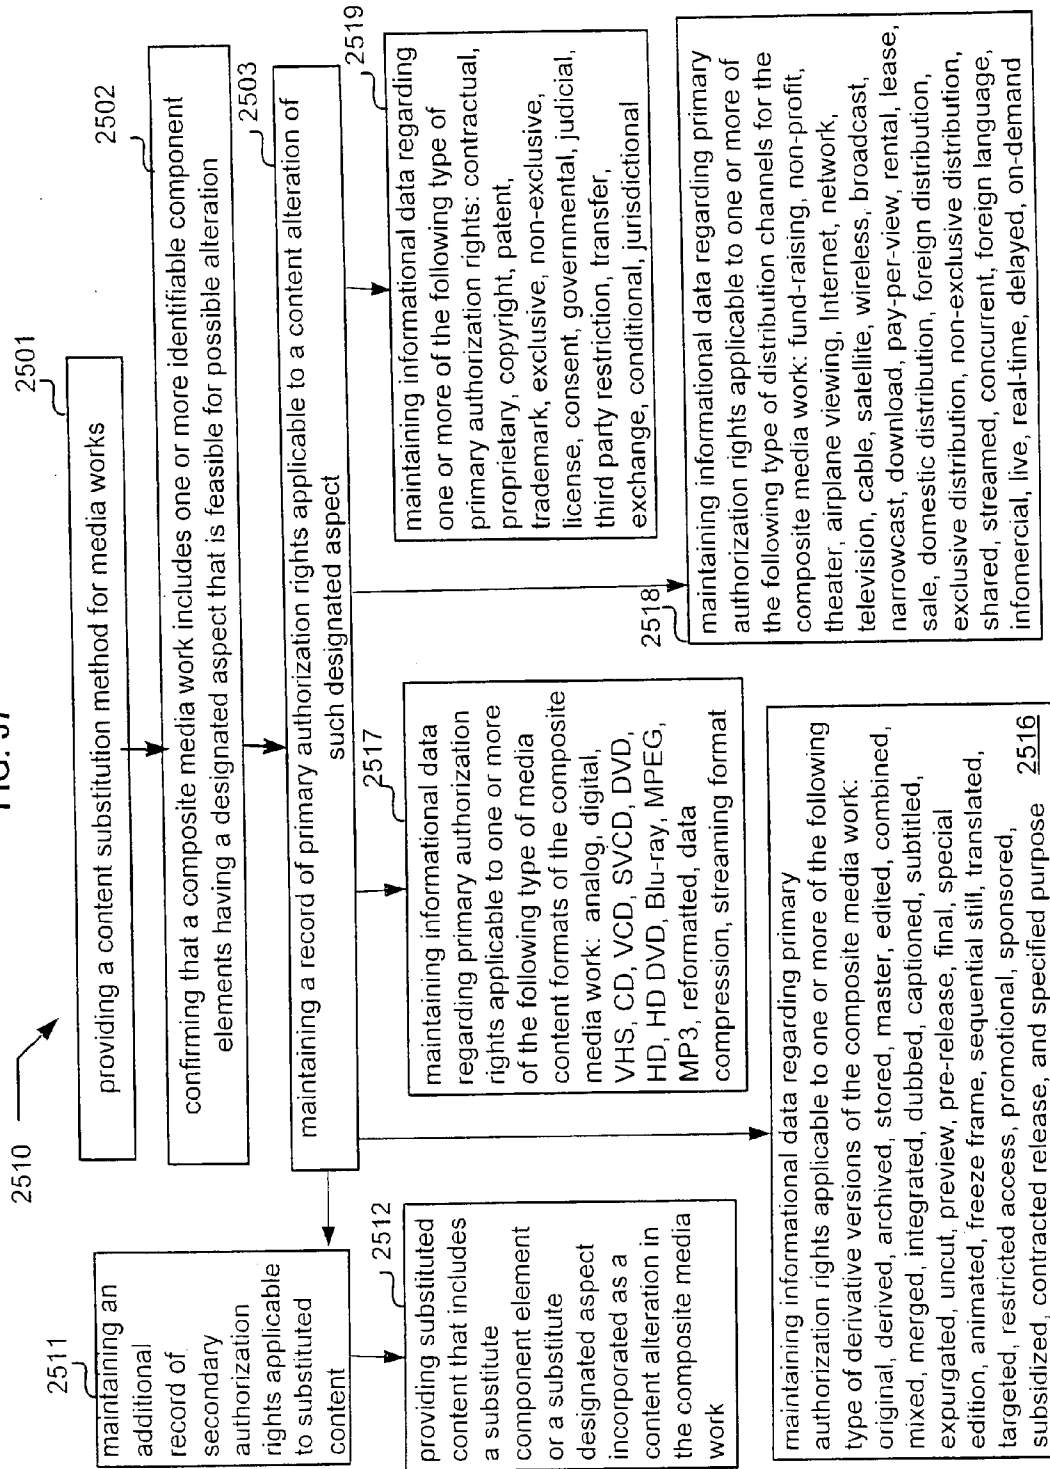 FIG. 37
2510
2501
providing a content substitution method for media works
2502
confirming that a composite media work includes one or more identifiable component
elements having a designated aspect that is feasible for possible alteration
2503
maintaining a record of primary authorization rights applicable to a content alteration of
such designated aspect
2511
maintaining an
additional
record of
secondary
authorization
rights applicable
to substituted
content
2512
providing substituted
content that includes
a substitute
component element
or a substitute
designated aspect
incorporated as a
content alteration in
the composite media
work
2517
maintaining informational data
regarding primary authorization
rights applicable to one or more
of the following type of media
content formats of the composite
media work: analog, digital,
VHS, CD, VCD, SVCD, DVD,
HD, HD DVD, Blu-ray, MPEG,
MP3, reformatted, data
compression, streaming format
2519
maintaining informational data regarding
one or more of the following type of
primary authorization rights: contractual,
proprietary, copyright, patent,
trademark, exclusive, non-exclusive,
license, consent, governmental, judicial,
third party restriction, transfer,
exchange, conditional, jurisdictional
2516
maintaining informational data regarding primary
authorization rights applicable to one or more of the following
type of derivative versions of the composite media work:
original, derived, archived, stored, master, edited, combined,
mixed, merged, integrated, dubbed, captioned, subtitled,
expurgated, uncut, preview, pre-release, final, special
edition, animated, freeze frame, sequential still, translated,
targeted, restricted access, promotional, sponsored,
subsidized, contracted release, and specified purpose
2518
maintaining informational data regarding primary
authorization rights applicable to one or more of
the following type of distribution channels for the
composite media work: fund-raising, non-profit,
theater, airplane viewing, Internet, network,
television, cable, satellite, wireless, broadcast,
narrowcast, download, pay-per-view, rental, lease,
sale, domestic distribution, foreign distribution,
exclusive distribution, non-exclusive distribution,
shared, streamed, concurrent, foreign language,
infomercial, live, real-time, delayed, on-demand